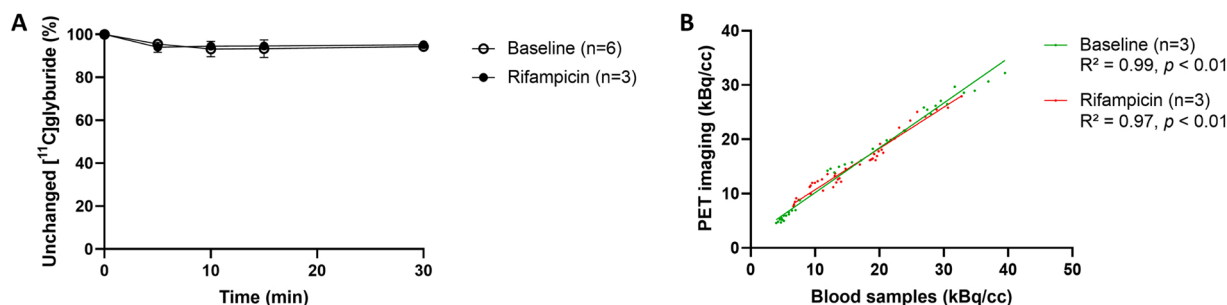 A
Unchanged [¹¹C]glyburide (%)
100
80
60
40
20
0
0
10
20
30
Time (min)
Baseline (n=6)
Rifampicin (n=3)
B
PET imaging (kBq/cc)
40
30
20
10
0
0
10
20
30
40
50
Blood samples (kBq/cc)
Baseline (n=3)
R² = 0.99, p < 0.01
Rifampicin (n=3)
R² = 0.97, p < 0.01